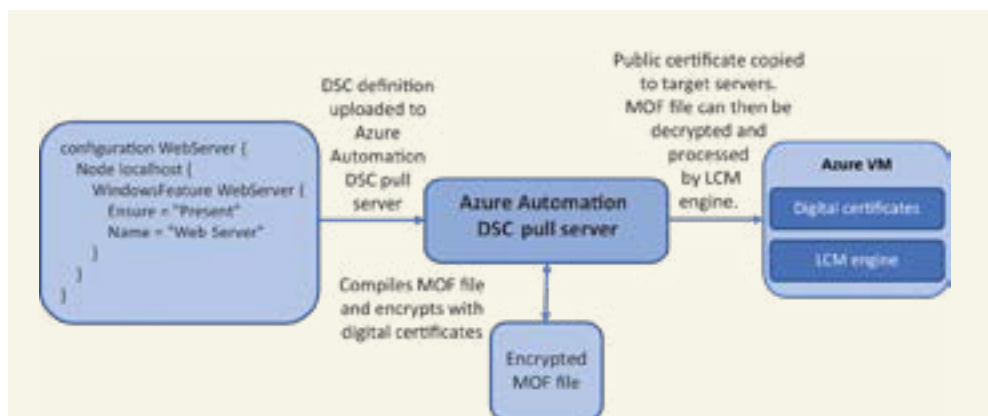 configuration WebServer {
Node localhost {
WindowsFeature WebServer {
Ensure = "Present"
Name = "Web Server"
}
}
}
DSC definition
uploaded to
Azure
Automation
DSC pull
server
Azure Automation
DSC pull server
Compiles MOF file
and encrypts with
digital certificates
Encrypted
MOF file
Public certificate copied
to target servers.
MOF file can then be
decrypted and
processed
by LCM
engine.
Azure VM
Digital certificates
LCM engine